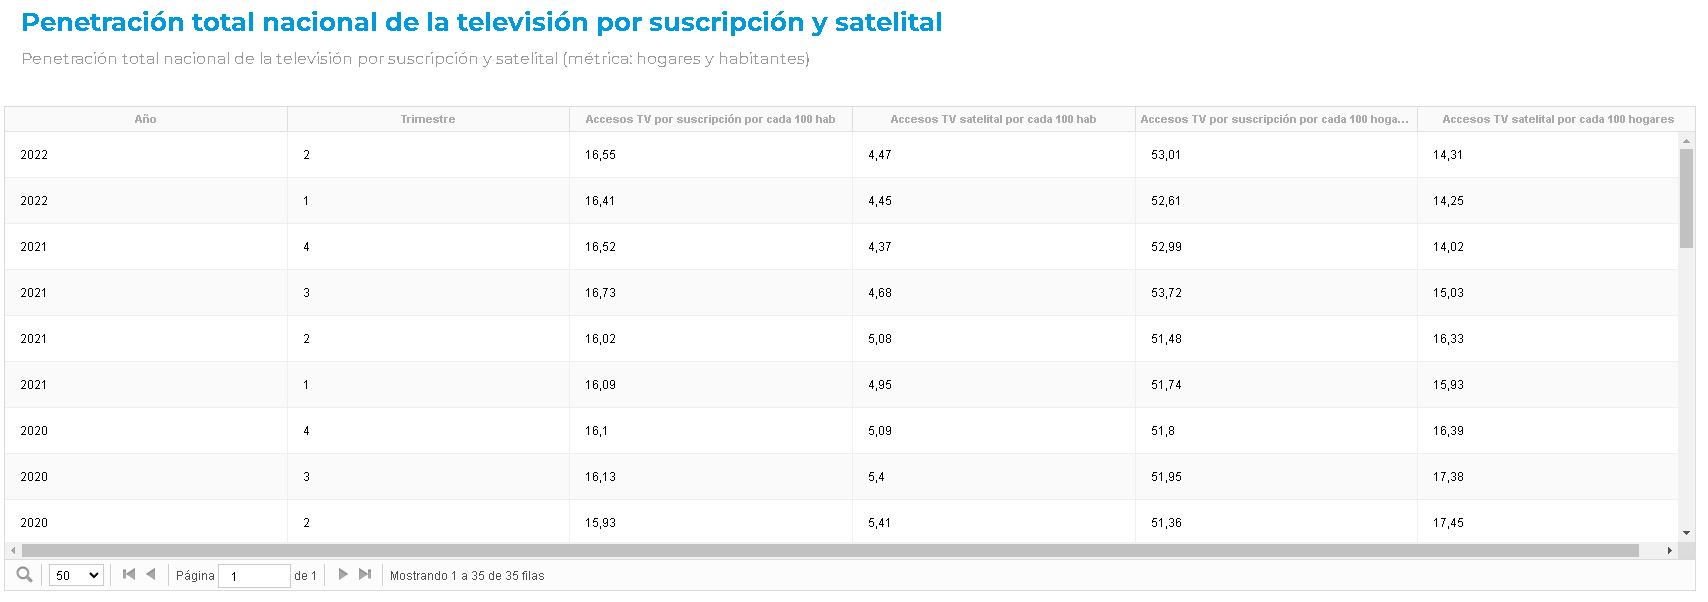 Penetración total nacional de la televisión por suscripción y satelital
Penetración total nacional de la televisión por suscripción y satelital (métrica: hogares y habitantes)
Año Trimestre Accesos TV por suscripción por cada 100 hab Accesos TV satelital por cada 100 hab Accesos TV por suscripción por cada 100 hoga... Accesos TV satelital por cada 100 hogares
2022 2 16,55 4,47 53,01 14,31
2022 1 16,41 4,45 52,61 14,25
2021 4 16,52 4,37 52,99 14,02
2021 3 16,73 4,68 53,72 15,03
2021 2 16,02 5,08 51,48 16,33
2021 1 16,09 4,95 51,74 15,93
2020 4 16,1 5,09 51,8 16,39
2020 3 16,13 5,4 51,95 17,38
2020 2 15,93 5,41 51,36 17,45
50 Página 1 de 1 Mostrando 1 a 35 de 35 filas